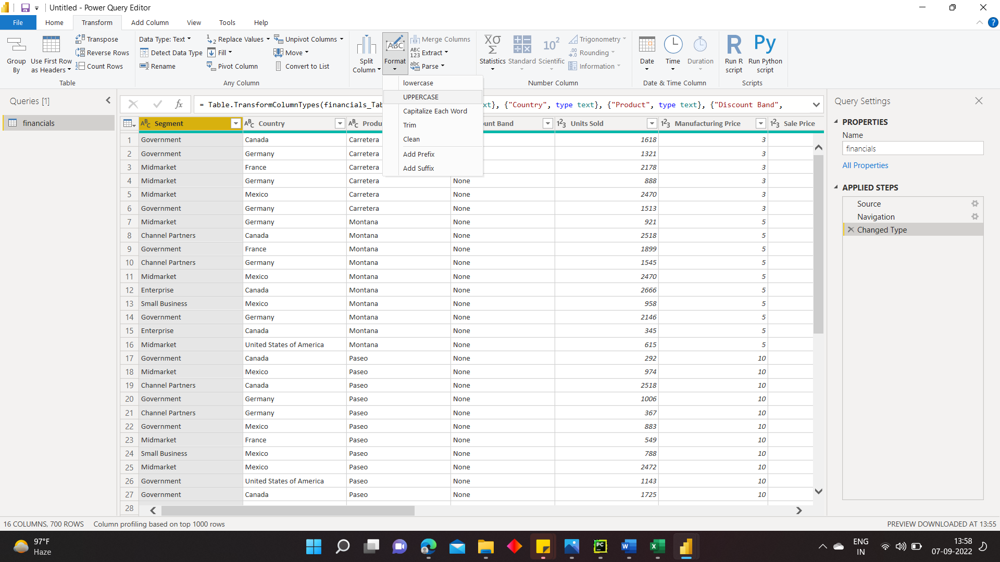 Untitled - Power Query Editor
File Home Transform Add Column View Tools Help
Group By
Use First Row as Headers
Transpose
Reverse Rows
Count Rows
Table
Data Type: Text
Detect Data Type
Rename
Replace Values
Fill
Pivot Column
Unpivot Columns
Move
Convert to List
Any Column
Split Column
Format
Merge Columns
Extract
Parse
Statistics
Standard
Scientific
Trigonometry
Rounding
Information
Number Column
Date
Time
Duration
Date & Time Column
Run R script
Run Python script
Scripts
lowercase
UPPERCASE
Capitalize Each Word
Trim
Clean
Add Prefix
Add Suffix
Queries [1]
financials
= Table.TransformColumnTypes(financials_Tab xt}, {"Country", type text}, {"Product", type text}, {"Discount Band",
Segment Country Produ unt Band Units Sold Manufacturing Price Sale Price
1 Government Canada Carretera 1618 3
2 Government Germany Carretera 1321 3
3 Midmarket France Carretera 2178 3
4 Midmarket Germany Carretera None 888 3
5 Midmarket Mexico Carretera None 2470 3
6 Government Germany Carretera None 1513 3
7 Midmarket Germany Montana None 921 5
8 Channel Partners Canada Montana None 2518 5
9 Government France Montana None 1899 5
10 Channel Partners Germany Montana None 1545 5
11 Midmarket Mexico Montana None 2470 5
12 Enterprise Canada Montana None 2666 5
13 Small Business Mexico Montana None 958 5
14 Government Germany Montana None 2146 5
15 Enterprise Canada Montana None 345 5
16 Midmarket United States of America Montana None 615 5
17 Government Canada Paseo None 292 10
18 Midmarket Mexico Paseo None 974 10
19 Channel Partners Canada Paseo None 2518 10
20 Government Germany Paseo None 1006 10
21 Channel Partners Germany Paseo None 367 10
22 Government Mexico Paseo None 883 10
23 Midmarket France Paseo None 549 10
24 Small Business Mexico Paseo None 788 10
25 Midmarket Mexico Paseo None 2472 10
26 Government United States of America Paseo None 1143 10
27 Government Canada Paseo None 1725 10
28
Query Settings
PROPERTIES
Name
financials
All Properties
APPLIED STEPS
Source
Navigation
Changed Type
16 COLUMNS, 700 ROWS Column profiling based on top 1000 rows
PREVIEW DOWNLOADED AT 13:55
97°F
Haze
ENG
IN
13:58
07-09-2022